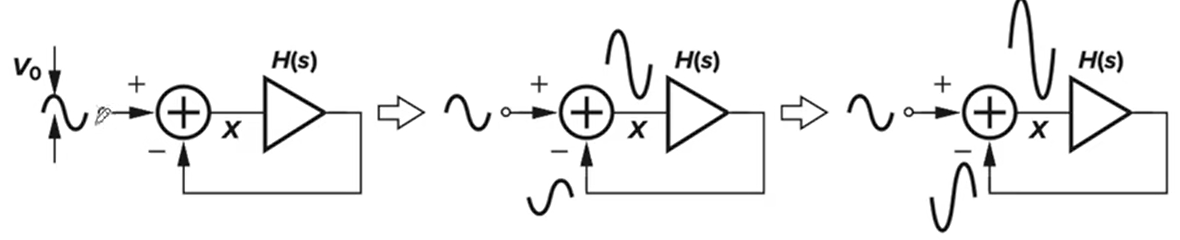 V₀
+
H(s)
+
X
−
+
H(s)
+
X
−
+
H(s)
+
X
−